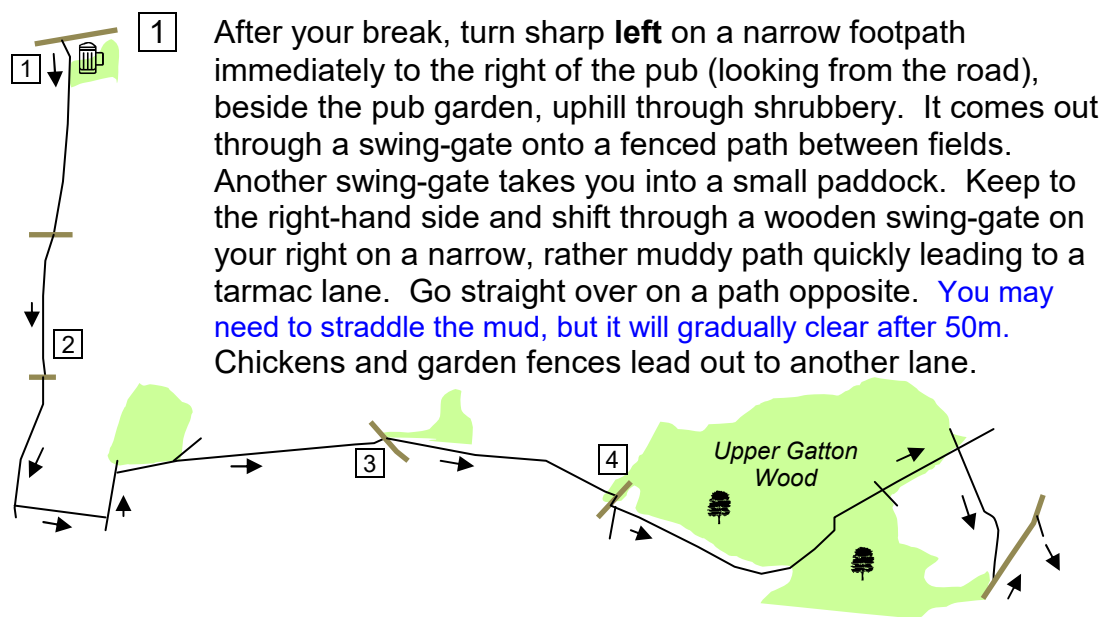 1 After your break, turn sharp left on a narrow footpath
immediately to the right of the pub (looking from the road),
beside the pub garden, uphill through shrubbery. It comes out
through a swing-gate onto a fenced path between fields.
Another swing-gate takes you into a small paddock. Keep to
the right-hand side and shift through a wooden swing-gate on
your right on a narrow, rather muddy path quickly leading to a
tarmac lane. Go straight over on a path opposite. You may
need to straddle the mud, but it will gradually clear after 50m.
Chickens and garden fences lead out to another lane.
1
2
3
4
Upper Gatton
Wood